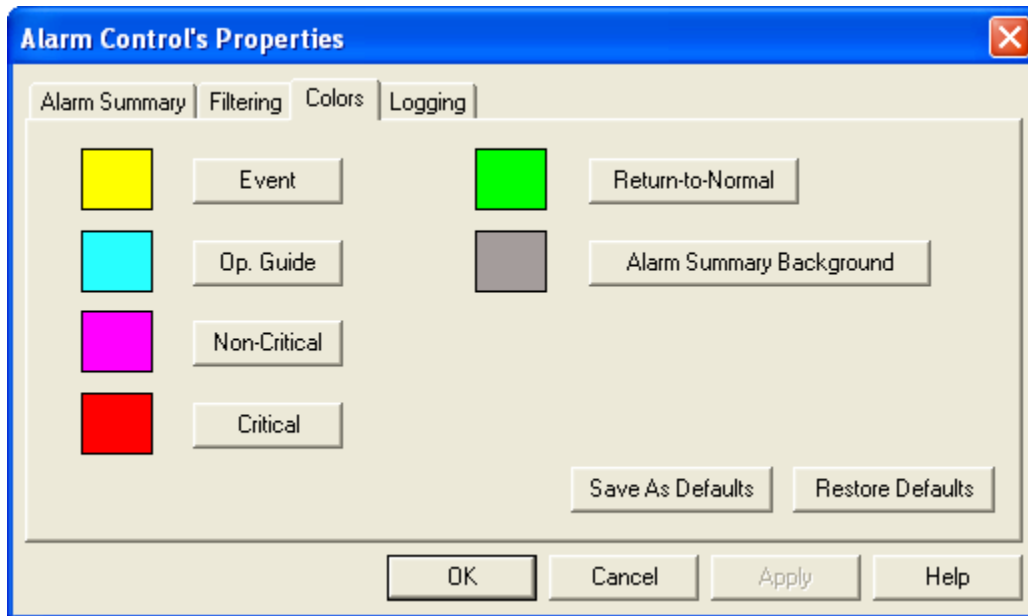 Alarm Control's Properties
Alarm Summary Filtering Colors Logging
Event Return-to-Normal
Op. Guide Alarm Summary Background
Non-Critical
Critical
Save As Defaults Restore Defaults
OK Cancel Apply Help